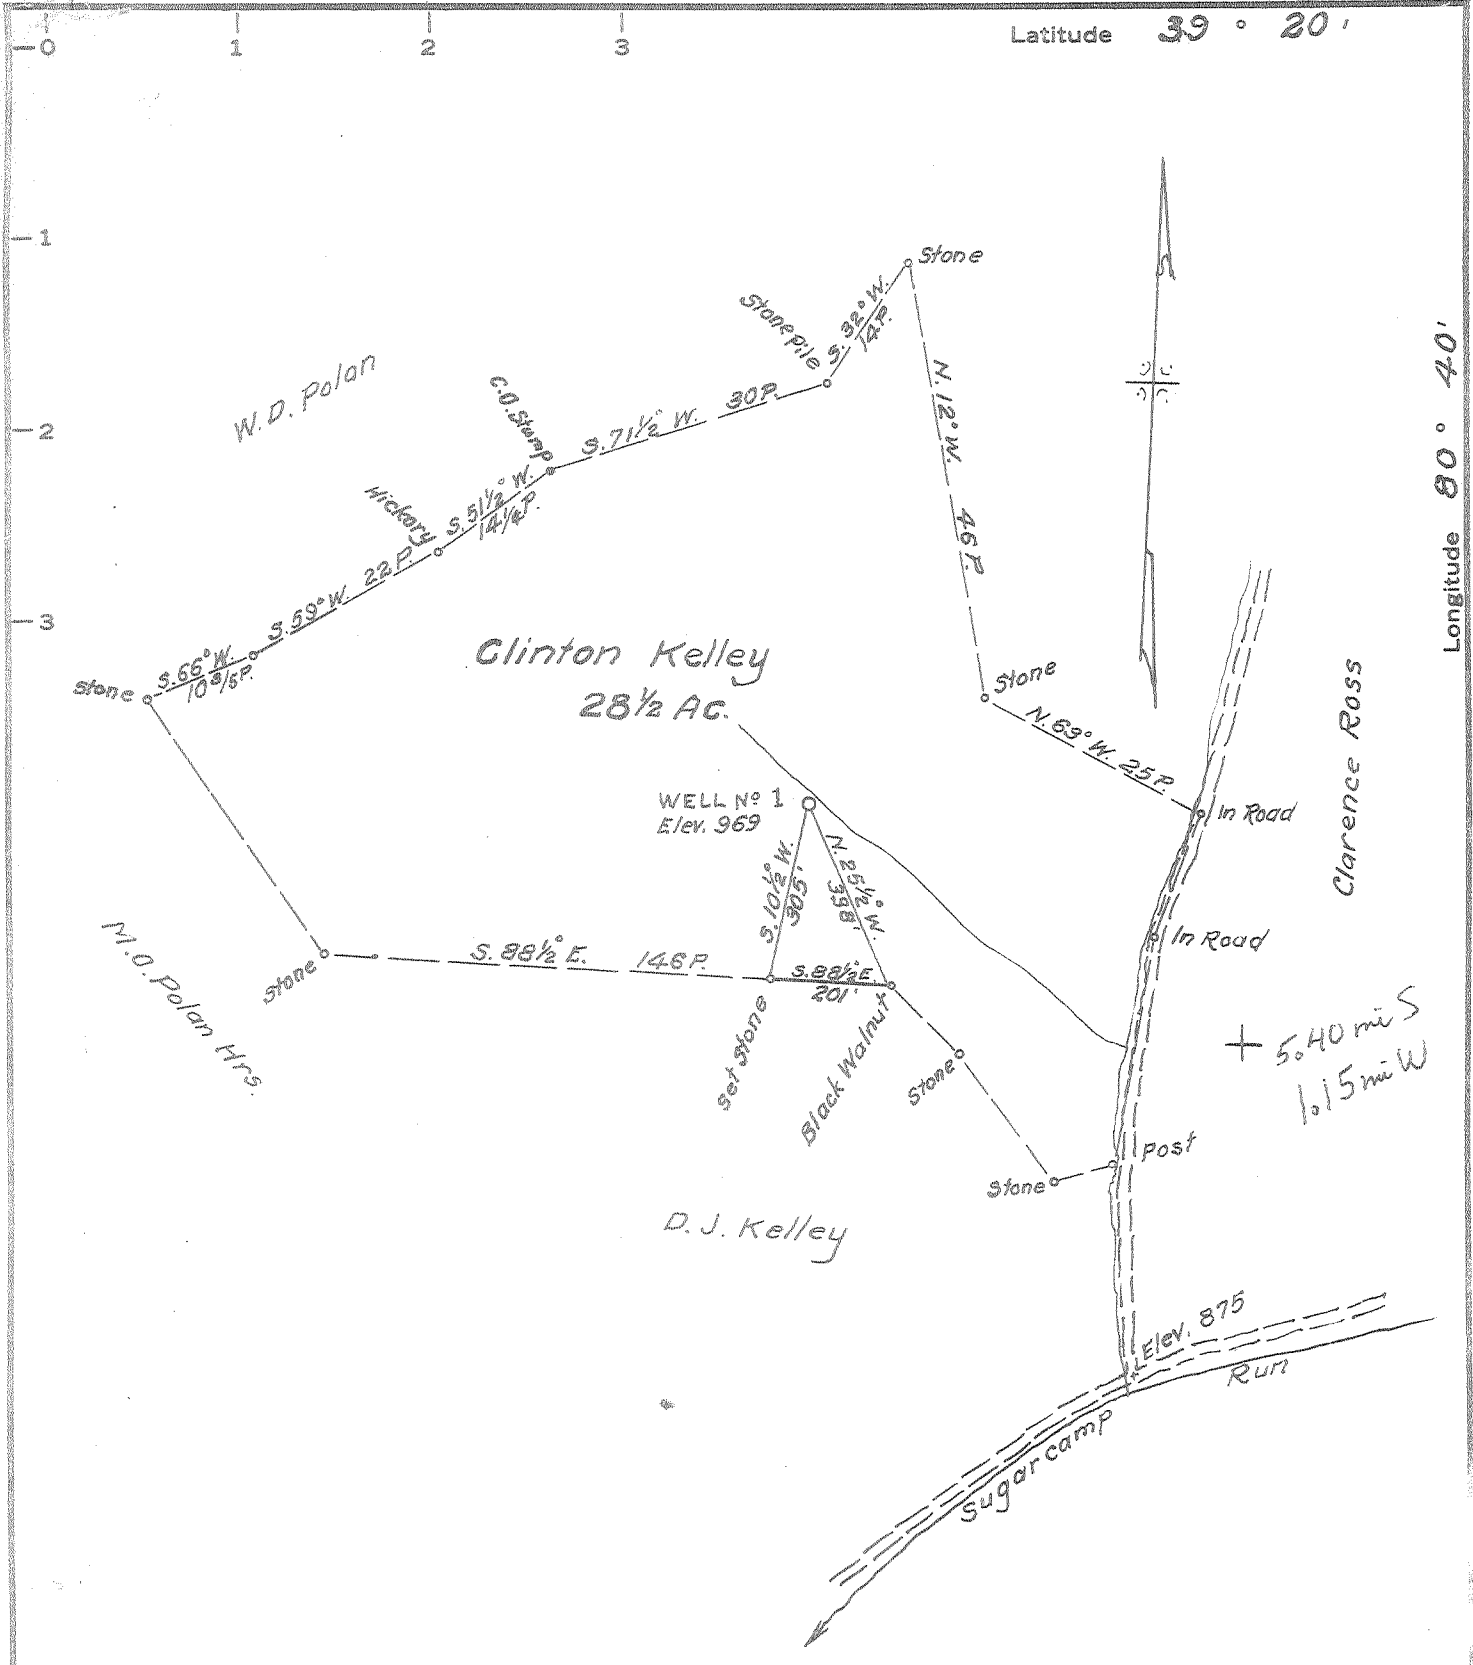 Latitude 39° 20'
0 1 2 3
1
2
3
Longitude 80° 40'
Stone
Stone Pile
S. 32° W.
14 P.
W. D. Polan
C.O. Stump
S. 71½° W. 30 P.
N. 12° W. 46 P.
Hickory
S. 51½° W.
14¼ P.
S. 59° W. 22 P.
S. 66° W.
10 3/5 P.
Stone
Clinton Kelley
28½ Ac.
Stone
N. 63° W. 25 P.
In Road
Clarence Ross
WELL No 1
Elev. 969
S. 10½° W.
305'
N. 25½° W.
398'
In Road
M.O. Polan Hrs.
Stone
S. 88½° E. 146 P.
S. 88½ E
201'
set stone
Black Walnut
Stone
5.40 mi S
1.15 mi W
Post
Stone
D. J. Kelley
Elev. 875
Run
Sugar Camp